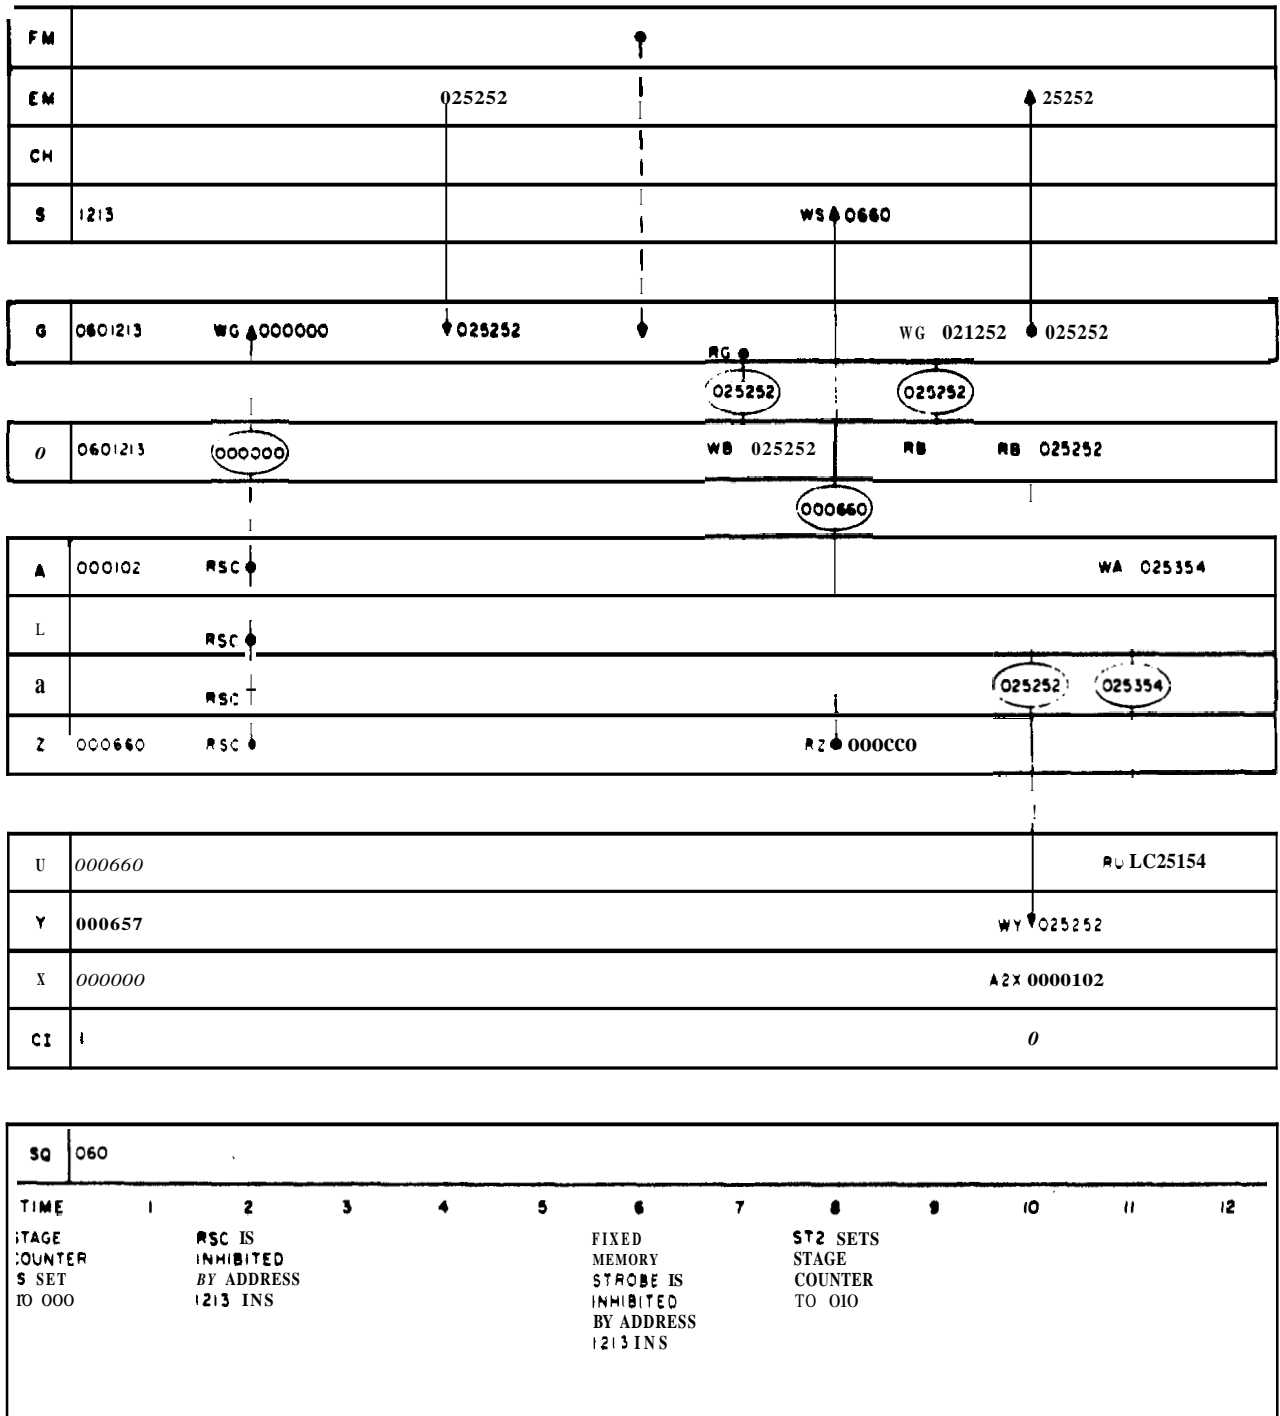 FM
EM 025252 25252
CH
S 1213 WS 0660
G 0601213 WG 000000 025252 WG 021252 025252
RG
025252 025252
0 0601213 000000 WB 025252 RB RB 025252
000660
A 000102 RSC WA 025354
L RSC
a RSC 025252 025354
Z 000660 RSC RZ 000CC0
U 000660 RU LC25154
Y 000657 WY 025252
X 000000 A2X 0000102
CI 1 0
SQ 060
TIME 1 2 3 4 5 6 7 8 9 10 11 12
STAGE
COUNTER
S SET
TO 000
RSC IS
INHIBITED
BY ADDRESS
1213 INS
FIXED
MEMORY
STROBE IS
INHIBITED
BY ADDRESS
1213 INS
ST2 SETS
STAGE
COUNTER
TO 010